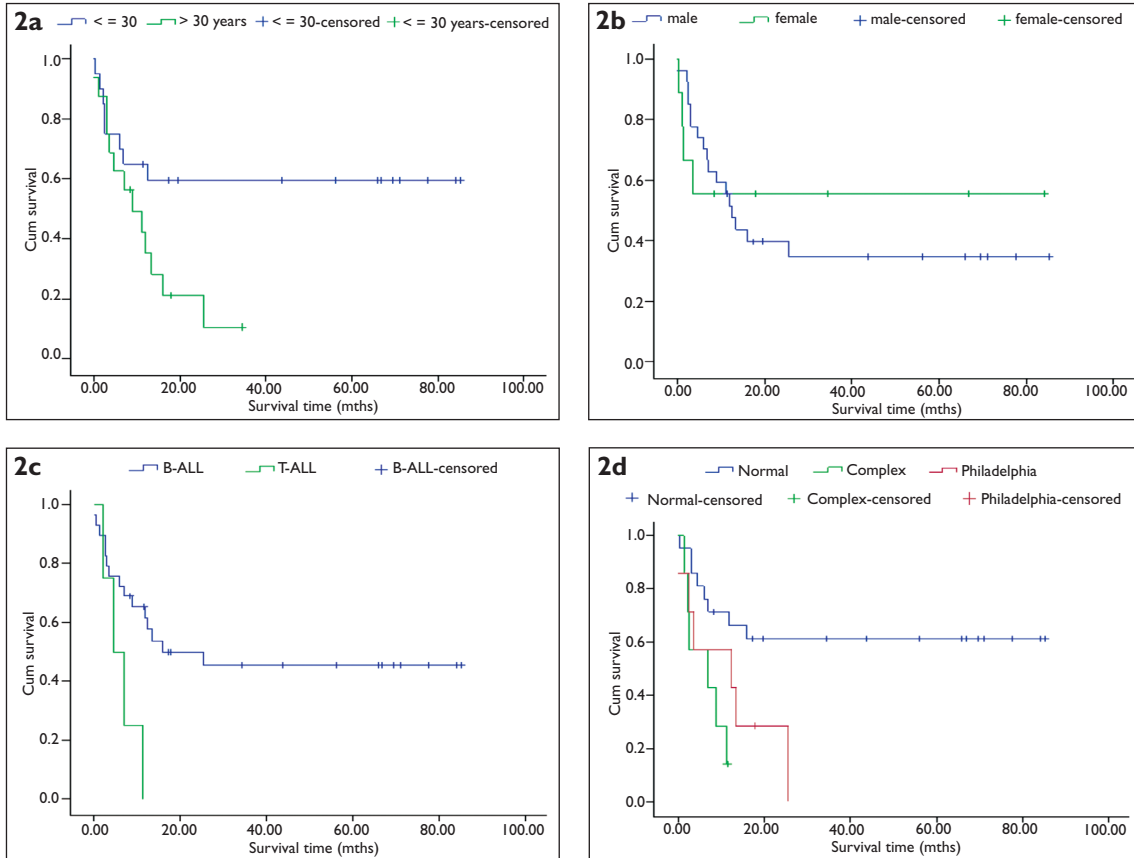 2a < = 30 > 30 years < = 30-censored < = 30 years-censored
1.0
0.8
0.6
0.4
0.2
0.0
Cum survival
0.00 20.00 40.00 60.00 80.00 100.00
Survival time (mths)
2b male female male-censored female-censored
1.0
0.8
0.6
0.4
0.2
0.0
Cum survival
0.00 20.00 40.00 60.00 80.00 100.00
Survival time (mths)
2c B-ALL T-ALL B-ALL-censored
1.0
0.8
0.6
0.4
0.2
0.0
Cum survival
0.00 20.00 40.00 60.00 80.00 100.00
Survival time (mths)
2d Normal Complex Philadelphia
Normal-censored Complex-censored Philadelphia-censored
1.0
0.8
0.6
0.4
0.2
0.0
Cum survival
0.00 20.00 40.00 60.00 80.00 100.00
Survival time (mths)